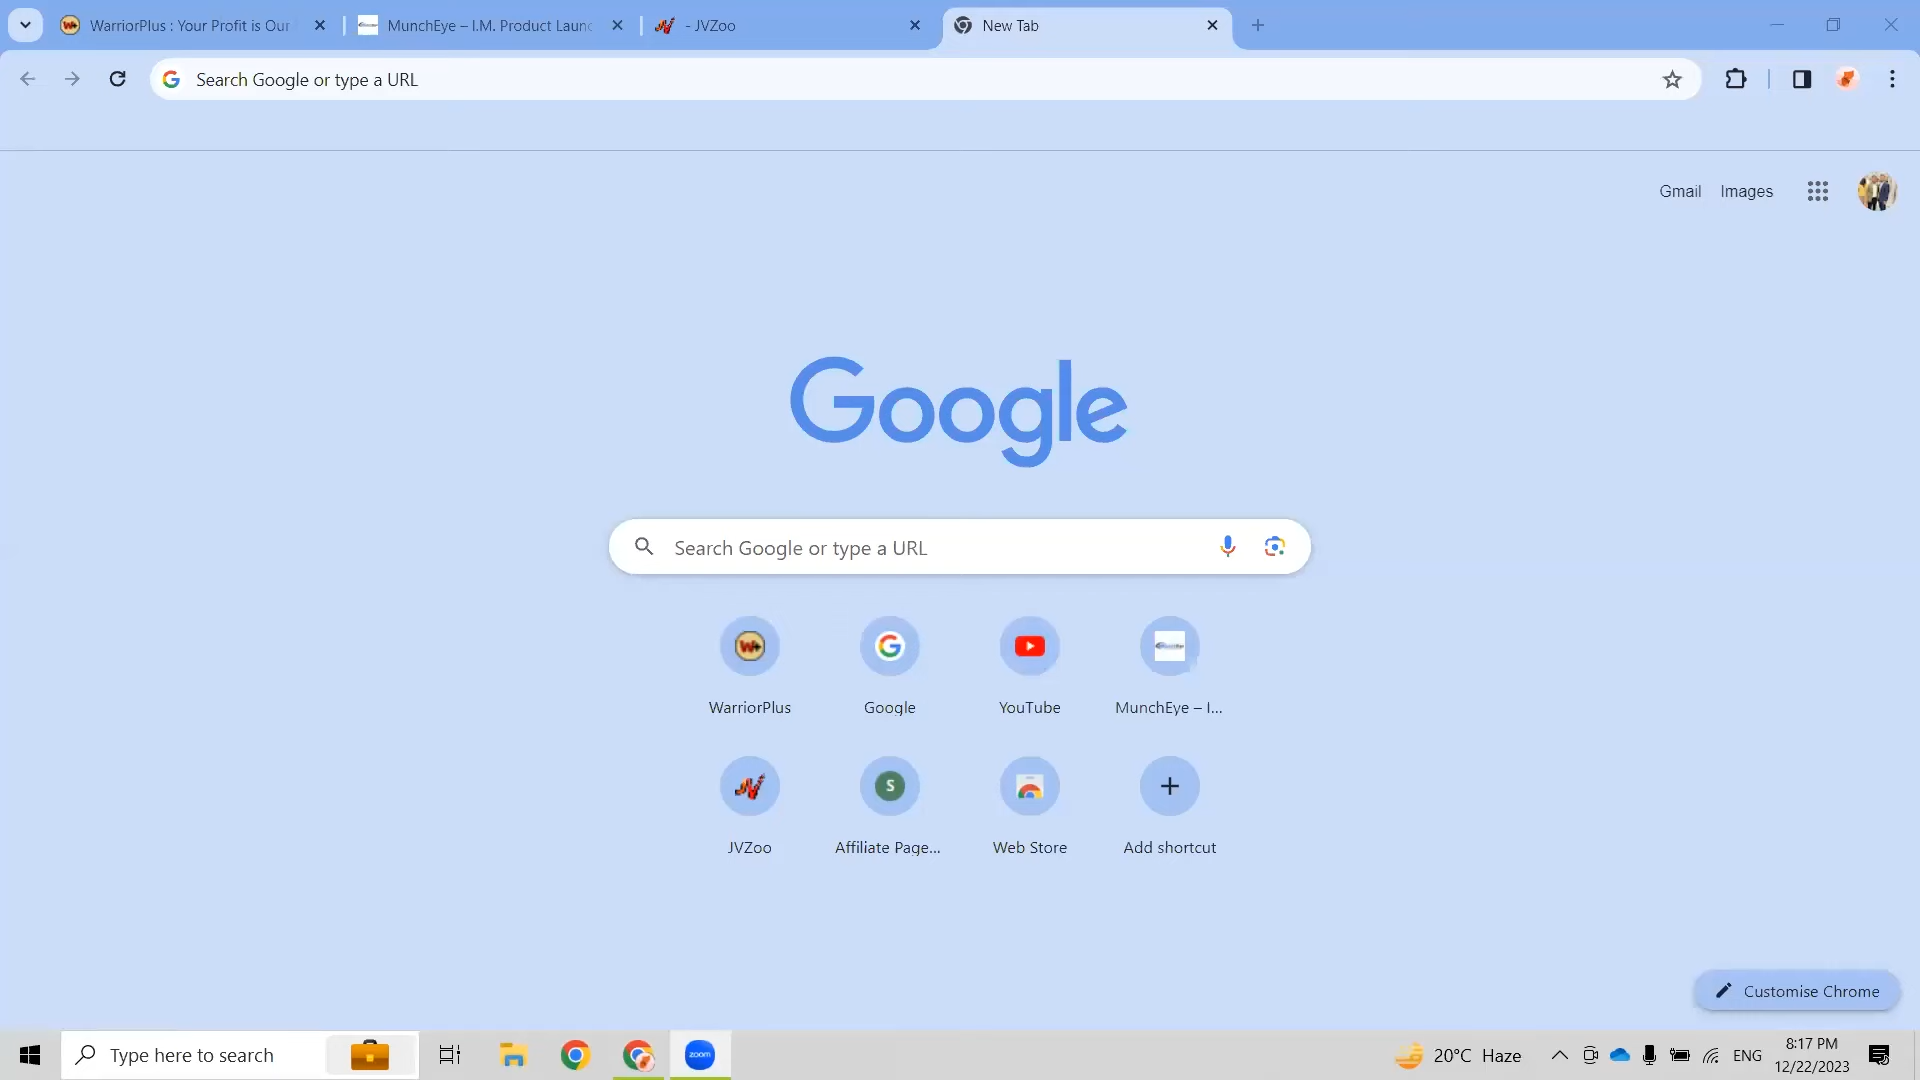 WarriorPlus : Your Profit is Our
MunchEye – I.M. Product Laun
- JVZoo
New Tab
Search Google or type a URL
Gmail
Images
Google
Search Google or type a URL
WarriorPlus
Google
YouTube
MunchEye – I...
JVZoo
S
Affiliate Page...
Web Store
Add shortcut
Customise Chrome
Type here to search
zoom
20°C Haze
ENG
8:17 PM
12/22/2023